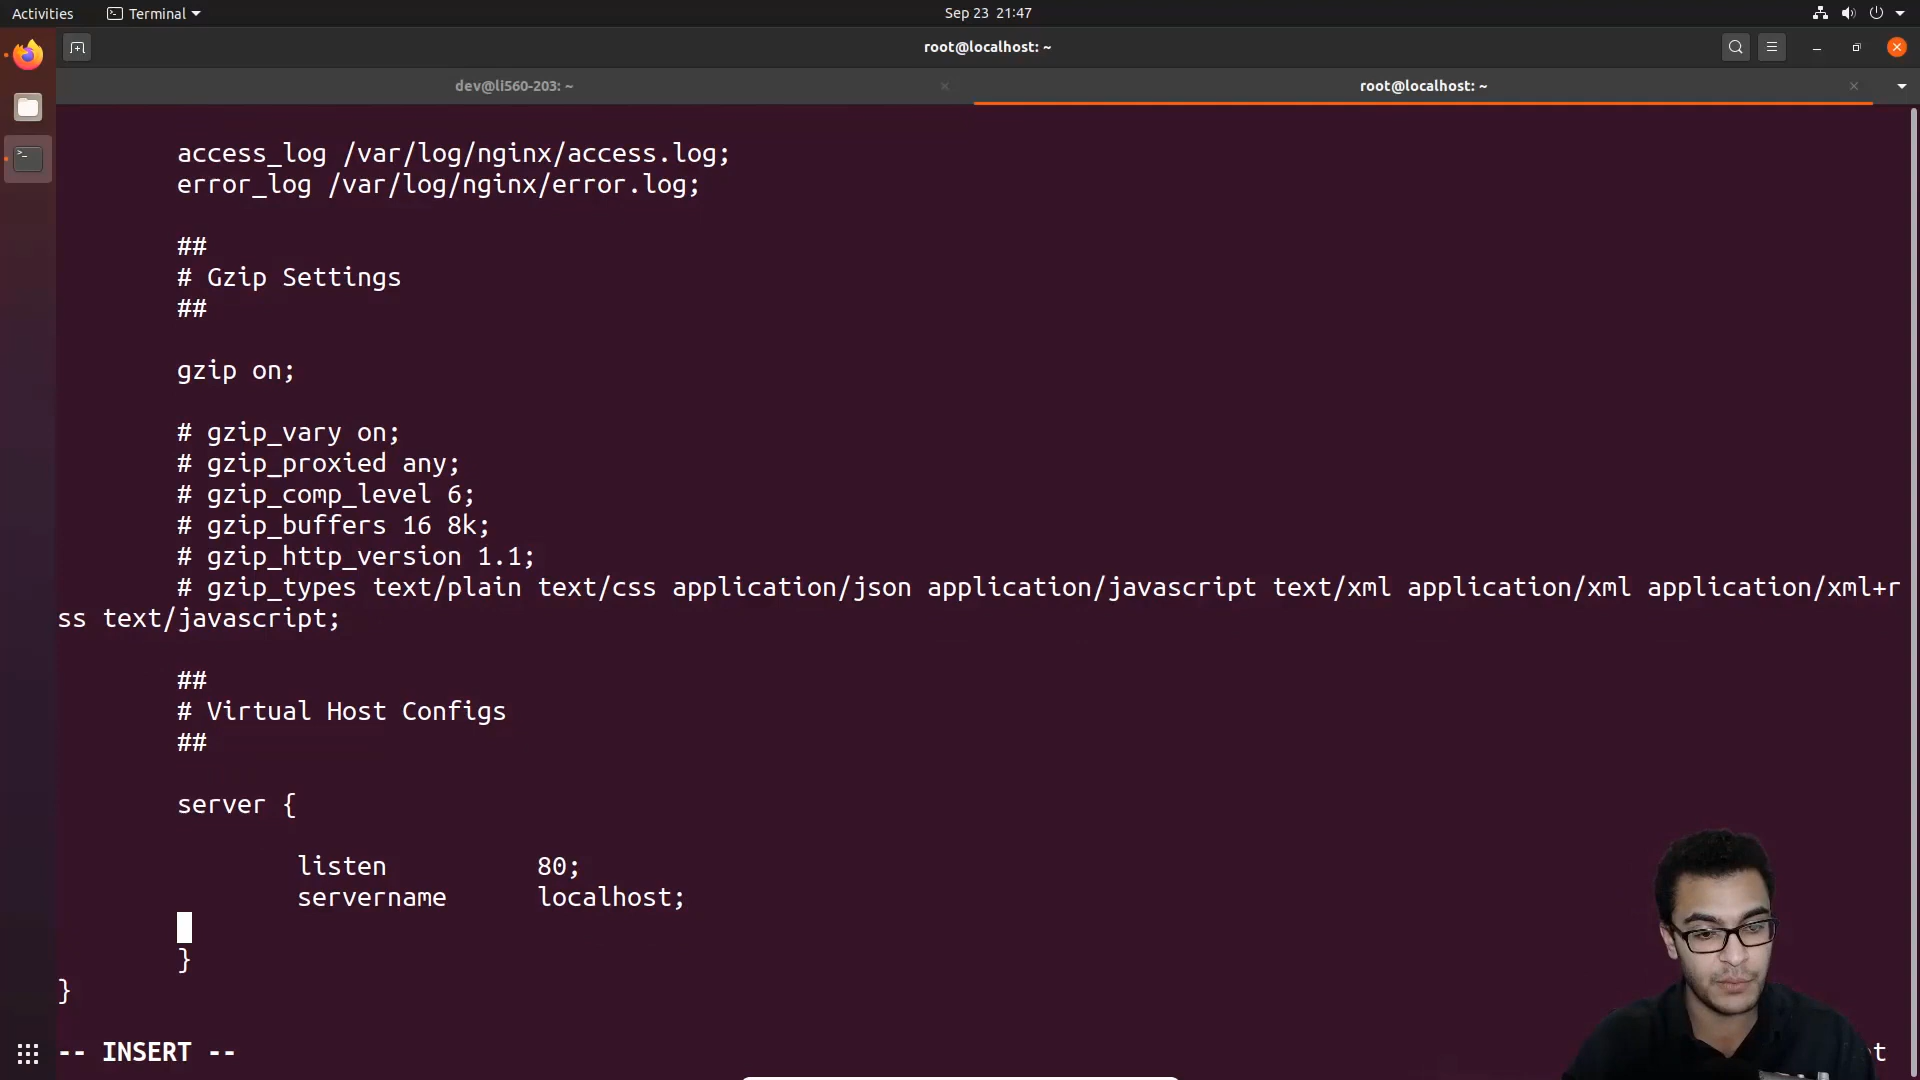 Activities
Terminal
Sep 23 21:47
root@localhost: ~
dev@li560-203: ~
root@localhost: ~
access_log /var/log/nginx/access.log;
error_log /var/log/nginx/error.log;
##
# Gzip Settings
##
gzip on;
# gzip_vary on;
# gzip_proxied any;
# gzip_comp_level 6;
# gzip_buffers 16 8k;
# gzip_http_version 1.1;
# gzip_types text/plain text/css application/json application/javascript text/xml application/xml application/xml+r
ss text/javascript;
##
# Virtual Host Configs
##
server {
listen 80;
servername localhost;
}
}
-- INSERT --